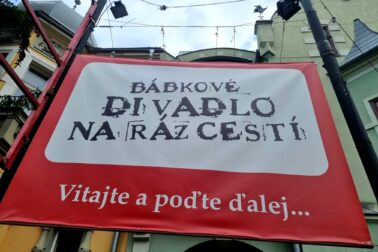 BÁBKOVÉ
DIVADLO
NA RÁZCESTÍ
Vitajte a poďte ďalej...